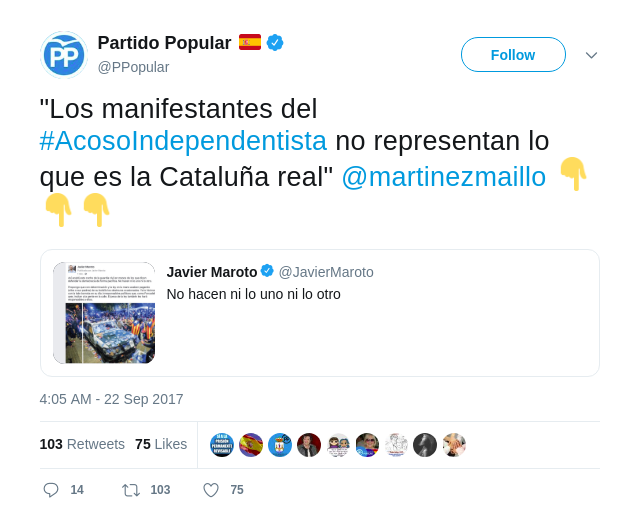 Partido Popular
@PPopular
Follow
"Los manifestantes del
#AcosoIndependentista no representan lo
que es la Cataluña real" @martinezmaillo
Javier Maroto @JavierMaroto
No hacen ni lo uno ni lo otro
4:05 AM - 22 Sep 2017
103 Retweets 75 Likes
14 103 75